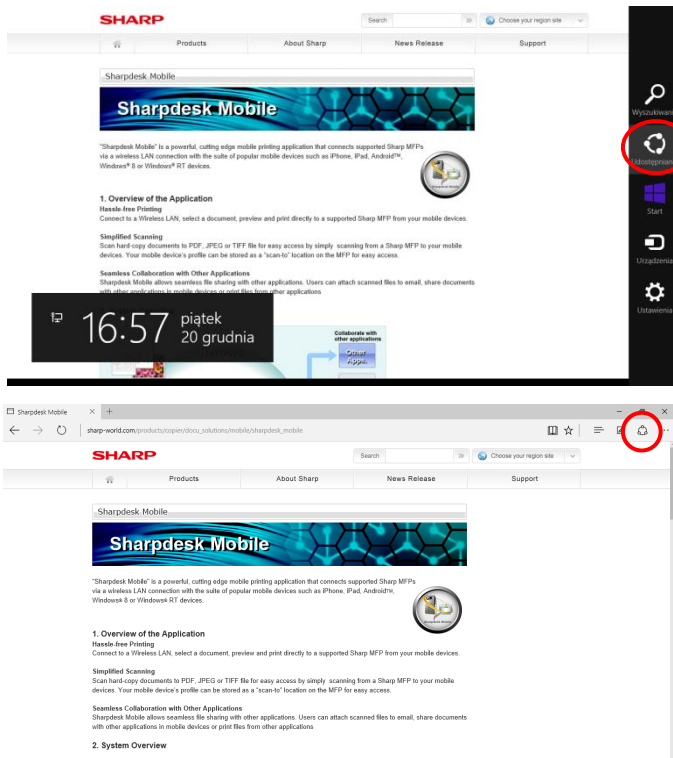 SHARP
Search
Choose your region site
Products About Sharp News Release Support
Sharpdesk Mobile
Sharpdesk Mobile
"Sharpdesk Mobile" is a powerful, cutting edge mobile printing application that connects supported Sharp MFPs
via a wireless LAN connection with the suite of popular mobile devices such as iPhone, iPad, Android™,
Windows® 8 or Windows® RT devices.
1. Overview of the Application
Hassle-free Printing
Connect to a Wireless LAN, select a document, preview and print directly to a supported Sharp MFP from your mobile devices.
Simplified Scanning
Scan hard-copy documents to PDF, JPEG or TIFF file for easy access by simply scanning from a Sharp MFP to your mobile
devices. Your mobile device's profile can be stored as a "scan-to" location on the MFP for easy access.
Seamless Collaboration with Other Applications
Sharpdesk Mobile allows seamless file sharing with other applications. Users can attach scanned files to email, share documents
with other applications in mobile devices or print files from other applications
Collaborate with
other applications
Other
Apps.
16:57
piątek
20 grudnia
Wyszukiwani
Udostępnian
Start
Urządzenia
Ustawienia
Sharpdesk Mobile
sharp-world.com/products/copier/docu_solutions/mobile/sharpdesk_mobile
SHARP
Search
Choose your region site
Products About Sharp News Release Support
Sharpdesk Mobile
Sharpdesk Mobile
"Sharpdesk Mobile" is a powerful, cutting edge mobile printing application that connects supported Sharp MFPs
via a wireless LAN connection with the suite of popular mobile devices such as iPhone, iPad, Android™,
Windows® 8 or Windows® RT devices.
1. Overview of the Application
Hassle-free Printing
Connect to a Wireless LAN, select a document, preview and print directly to a supported Sharp MFP from your mobile devices.
Simplified Scanning
Scan hard-copy documents to PDF, JPEG or TIFF file for easy access by simply scanning from a Sharp MFP to your mobile
devices. Your mobile device's profile can be stored as a "scan-to" location on the MFP for easy access.
Seamless Collaboration with Other Applications
Sharpdesk Mobile allows seamless file sharing with other applications. Users can attach scanned files to email, share documents
with other applications in mobile devices or print files from other applications
2. System Overview